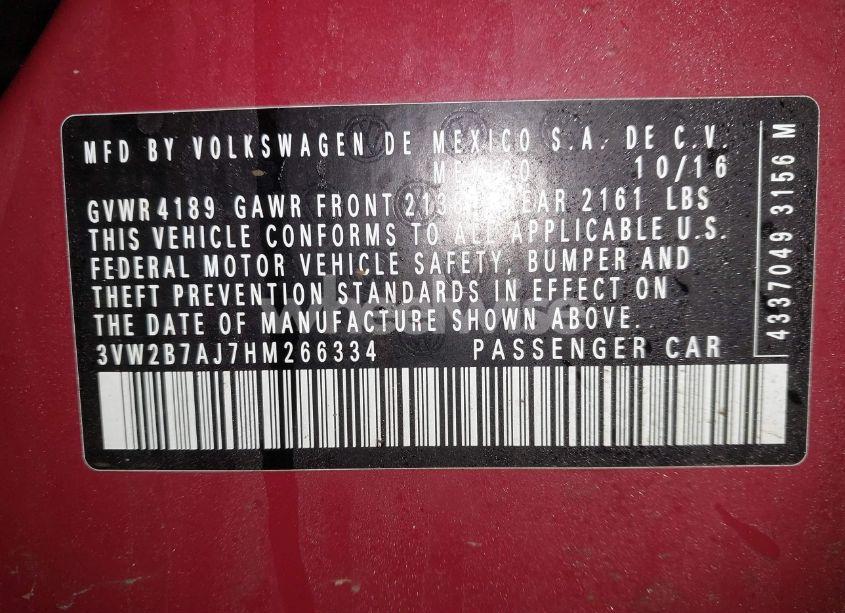 MFD BY VOLKSWAGEN DE MEXICO S.A. DE C.V.
MEXICO 10/16
GVWR 4189 GAWR FRONT REAR 2161 LBS
THIS VEHICLE CONFORMS TO ALL APPLICABLE U.S.
FEDERAL MOTOR VEHICLE SAFETY, BUMPER AND
THEFT PREVENTION STANDARDS IN EFFECT ON
THE DATE OF MANUFACTURE SHOWN ABOVE.
3VW2B7AJ7HM266334 PASSENGER CAR
4337049 3156 M